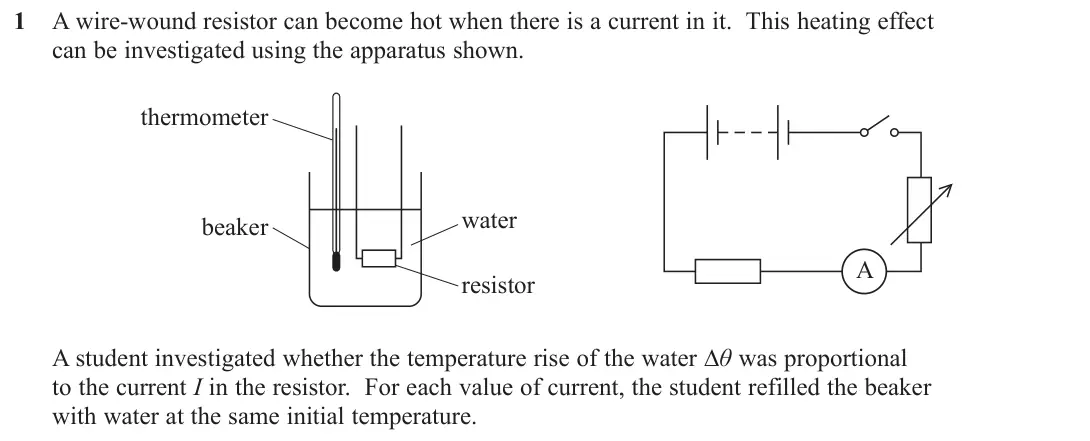 1 A wire-wound resistor can become hot when there is a current in it. This heating effect
can be investigated using the apparatus shown.
thermometer
beaker
water
resistor
A
A student investigated whether the temperature rise of the water Δθ was proportional
to the current I in the resistor. For each value of current, the student refilled the beaker
with water at the same initial temperature.